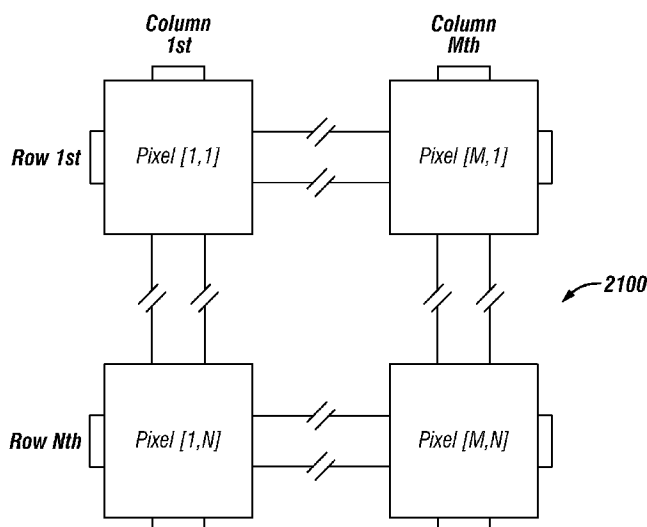 Column
1st
Column
Mth
Row 1st
Pixel [1,1]
Pixel [M,1]
2100
Row Nth
Pixel [1,N]
Pixel [M,N]